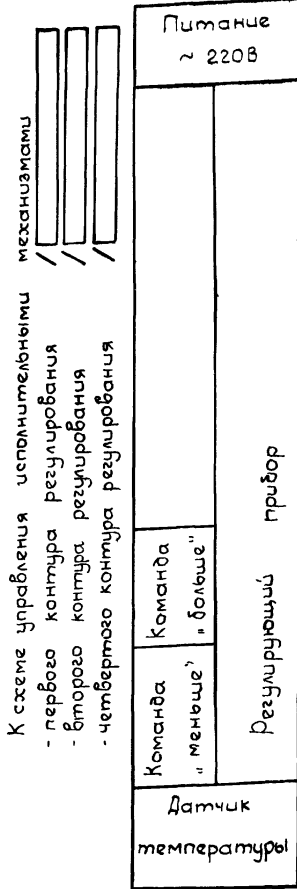 К схеме управления исполнительными механизмами
- первого контура регулирования /
- второго контура регулирования /
- четвертого контура регулирования /
Датчик
температуры
Команда
„меньше”
Команда
„больше”
Регулирующий прибор
Питание
~ 220В